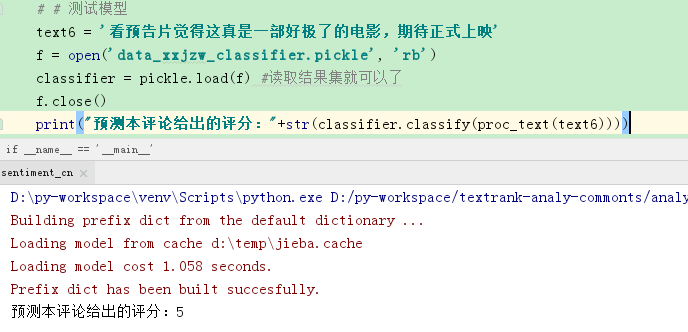 # # 测试模型
text6 = '看预告片觉得这真是一部好极了的电影，期待正式上映'
f = open('data_xxjzw_classifier.pickle', 'rb')
classifier = pickle.load(f) #读取结果集就可以了
f.close()
print("预测本评论给出的评分："+str(classifier.classify(proc_text(text6))))
if __name__ == '__main__'
sentiment_cn ×
D:\py-workspace\venv\Scripts\python.exe D:/py-workspace/textrank-analy-commonts/analy
Building prefix dict from the default dictionary ...
Loading model from cache d:\temp\jieba.cache
Loading model cost 1.058 seconds.
Prefix dict has been built succesfully.
预测本评论给出的评分：5